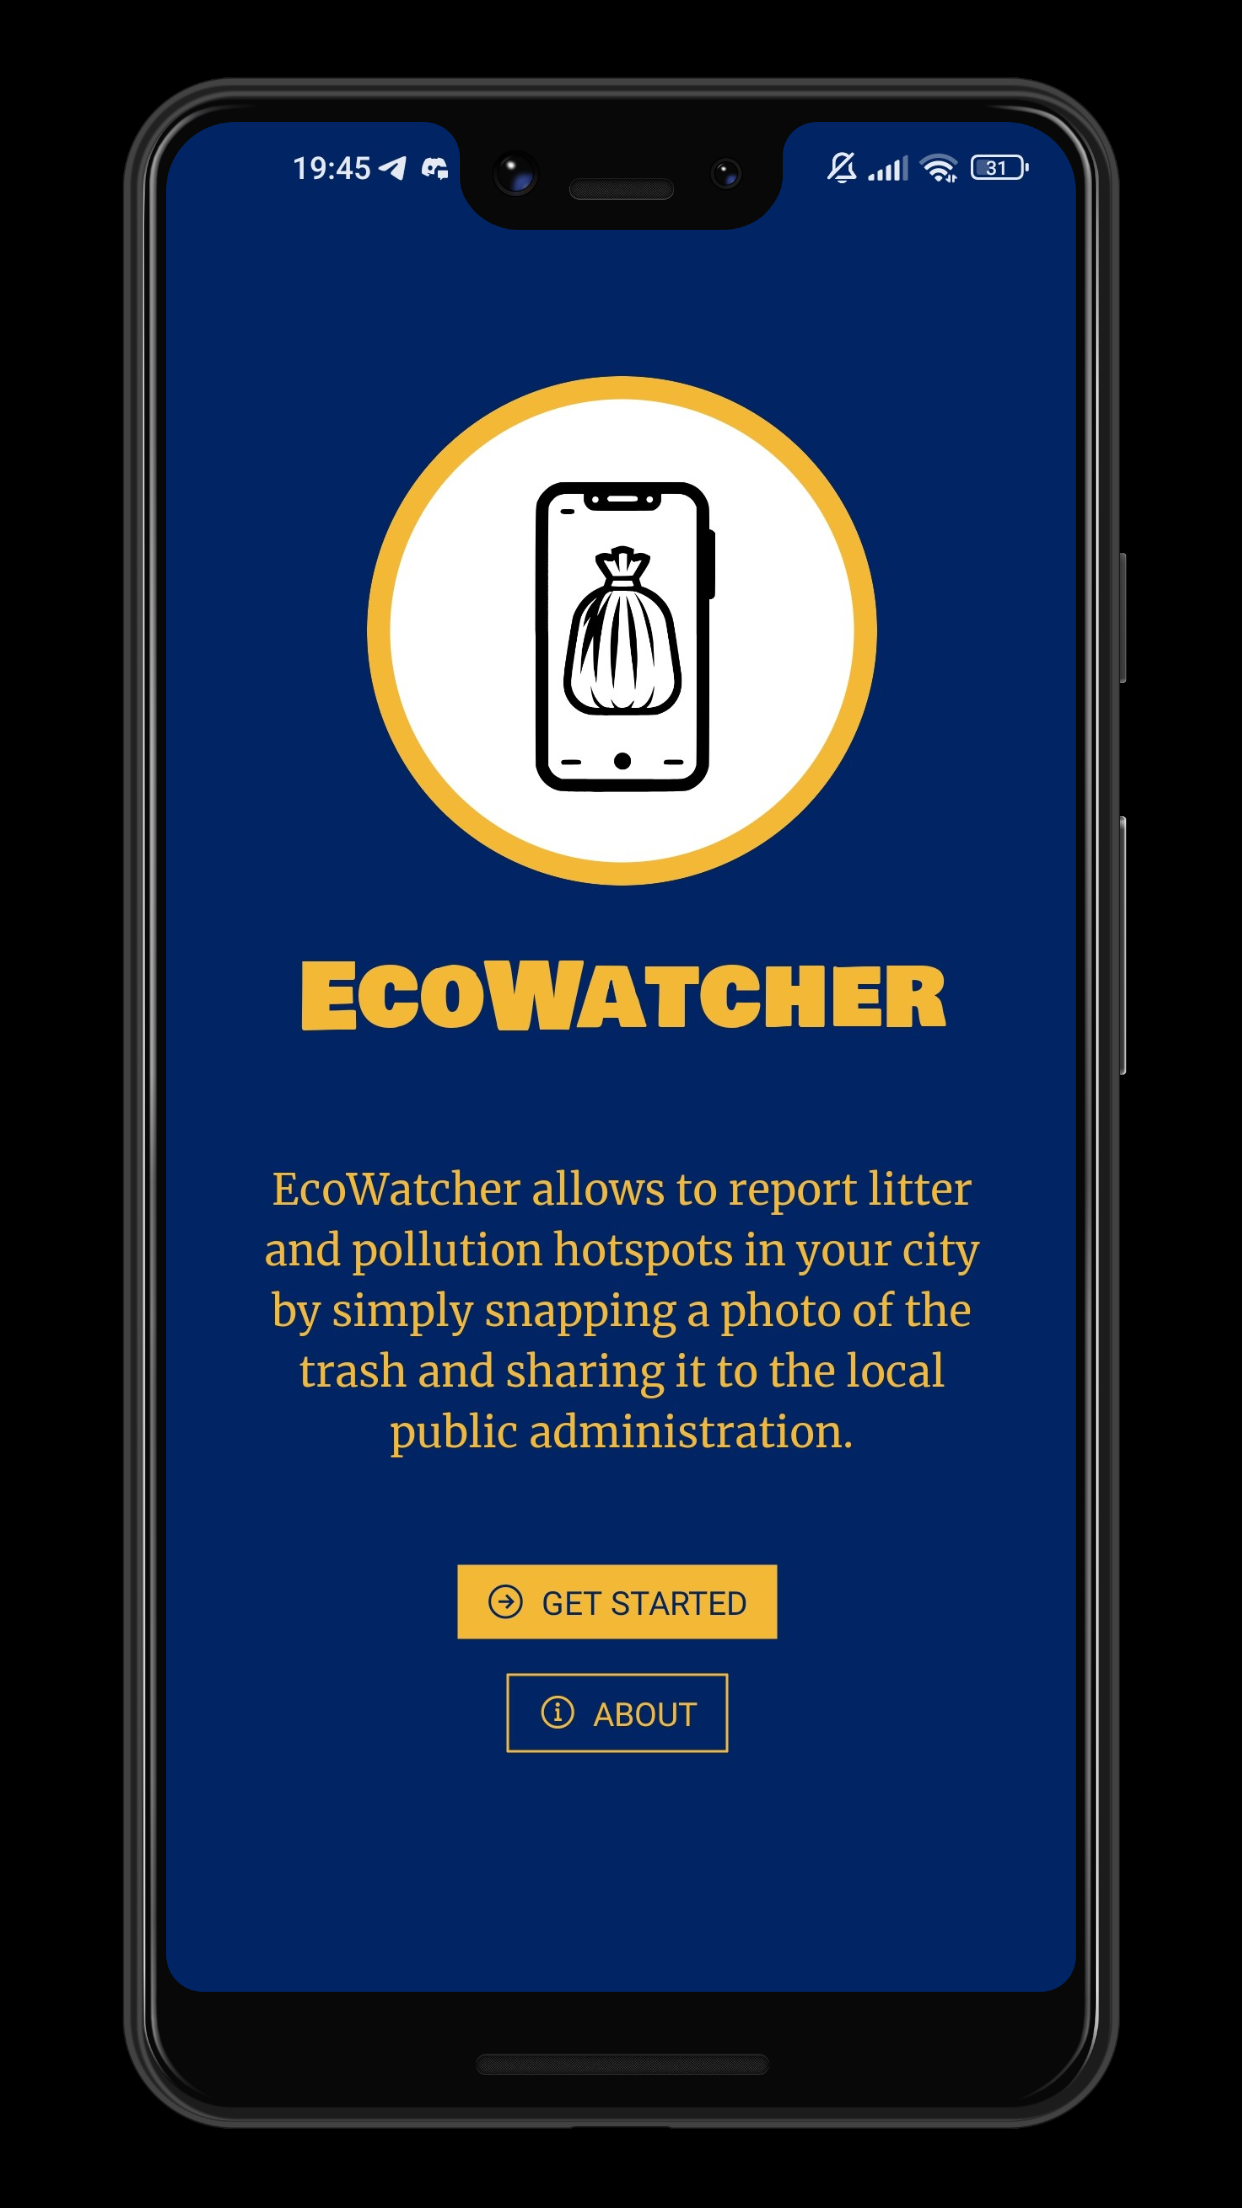 19:45
31
EcoWatcher
EcoWatcher allows to report litter
and pollution hotspots in your city
by simply snapping a photo of the
trash and sharing it to the local
public administration.
GET STARTED
ABOUT